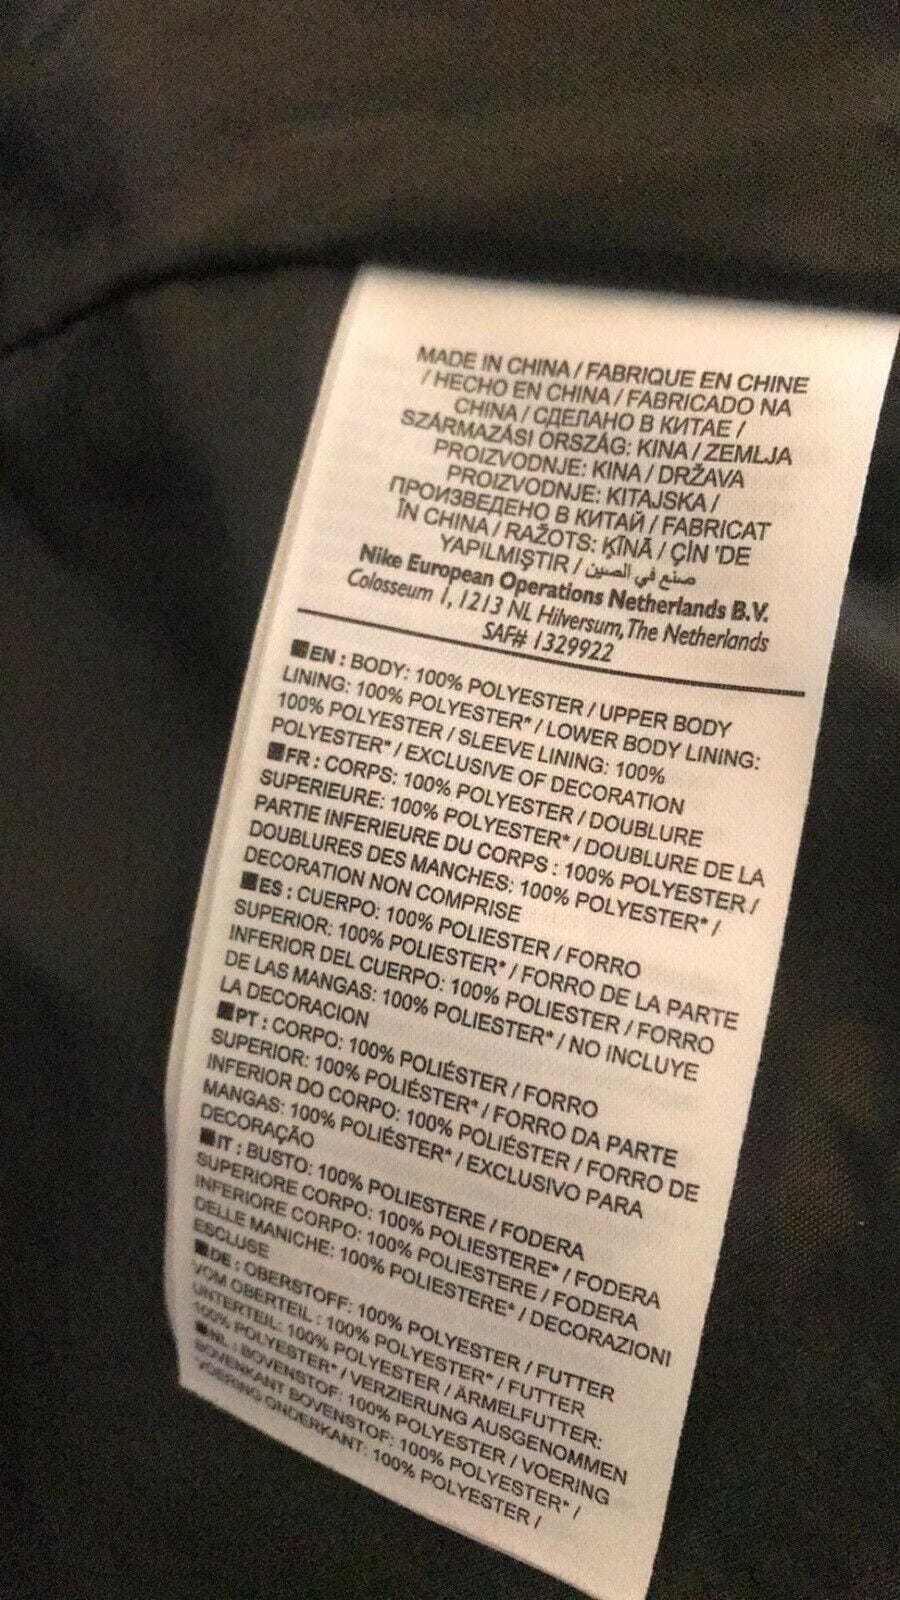 MADE IN CHINA / FABRIQUE EN CHINE
/ HECHO EN CHINA / FABRICADO NA
CHINA / СДЕЛАНО В КИТАЕ /
SZÁRMAZÁSI ORSZÁG: KINA / ZEMLJA
PROIZVODNJE: KINA / DRŽAVA
PROIZVODNJE: KITAJSKA /
ПРОИЗВЕДЕНО В КИТАЙ / FABRICAT
ÎN CHINA / RAŽOTS: ĶĪNĀ / ÇİN 'DE
YAPILMIŞTIR / صنع في الصين
Nike European Operations Netherlands B.V.
Colosseum 1, 1213 NL Hilversum, The Netherlands
SAF# 1329922
EN : BODY: 100% POLYESTER / UPPER BODY
LINING: 100% POLYESTER* / LOWER BODY LINING:
100% POLYESTER / SLEEVE LINING: 100%
POLYESTER* / EXCLUSIVE OF DECORATION
FR : CORPS: 100% POLYESTER / DOUBLURE
SUPERIEURE: 100% POLYESTER* / DOUBLURE DE LA
PARTIE INFERIEURE DU CORPS : 100% POLYESTER /
DOUBLURES DES MANCHES: 100% POLYESTER* /
DECORATION NON COMPRISE
ES : CUERPO: 100% POLIESTER / FORRO
SUPERIOR: 100% POLIESTER* / FORRO DE LA PARTE
INFERIOR DEL CUERPO: 100% POLIESTER / FORRO
DE LAS MANGAS: 100% POLIESTER* / NO INCLUYE
LA DECORACION
PT : CORPO: 100% POLIÉSTER / FORRO
SUPERIOR: 100% POLIÉSTER* / FORRO DA PARTE
INFERIOR DO CORPO: 100% POLIÉSTER / FORRO DE
MANGAS: 100% POLIÉSTER* / EXCLUSIVO PARA
DECORAÇÃO
IT : BUSTO: 100% POLIESTERE / FODERA
SUPERIORE CORPO: 100% POLIESTERE* / FODERA
INFERIORE CORPO: 100% POLIESTERE / FODERA
DELLE MANICHE: 100% POLIESTERE* / DECORAZIONI
ESCLUSE
DE : OBERSTOFF: 100% POLYESTER / FUTTER
VOM OBERTEIL : 100% POLYESTER* / FUTTER
UNTERTEIL: 100% POLYESTER / ÄRMELFUTTER:
100% POLYESTER* / VERZIERUNG AUSGENOMMEN
NL : BOVENSTOF: 100% POLYESTER / VOERING
BOVENKANT BOVENSTOF: 100% POLYESTER* /
VOERING ONDERKANT: 100% POLYESTER /